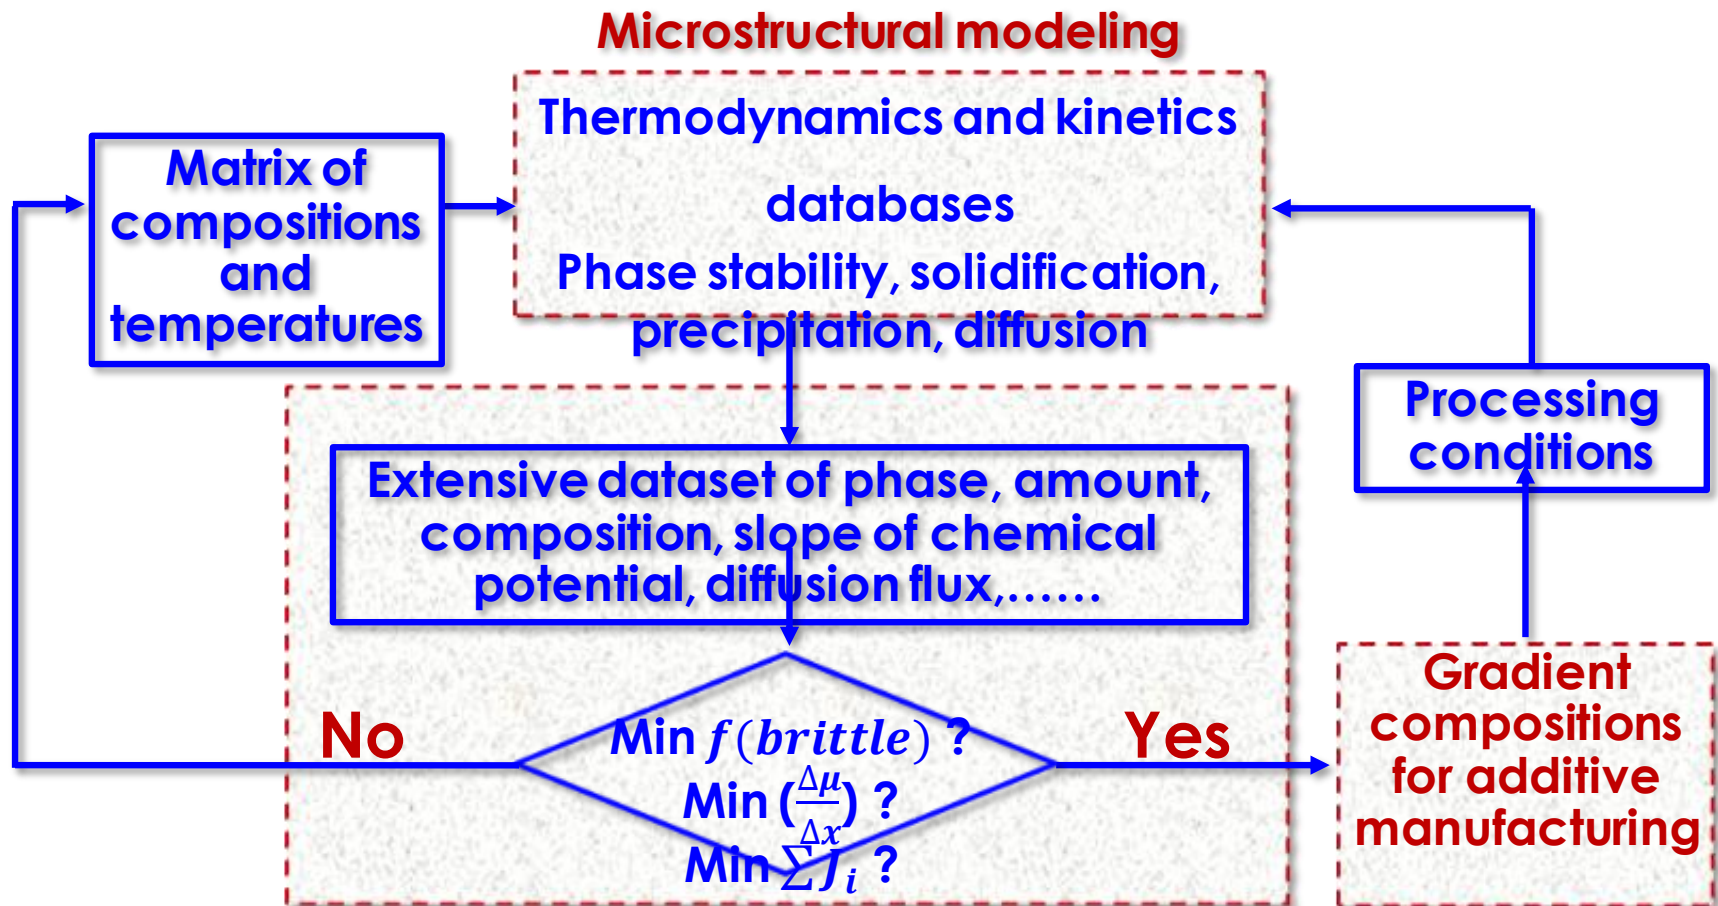 Microstructural modeling
Thermodynamics and kinetics
databases
Phase stability, solidification,
precipitation, diffusion
Matrix of
compositions
and
temperatures
Processing
conditions
Extensive dataset of phase, amount,
composition, slope of chemical
potential, diffusion flux,......
No
Min f(brittle) ?
Min (Δμ/Δx) ?
Min ∑J_i ?
Yes
Gradient
compositions
for additive
manufacturing